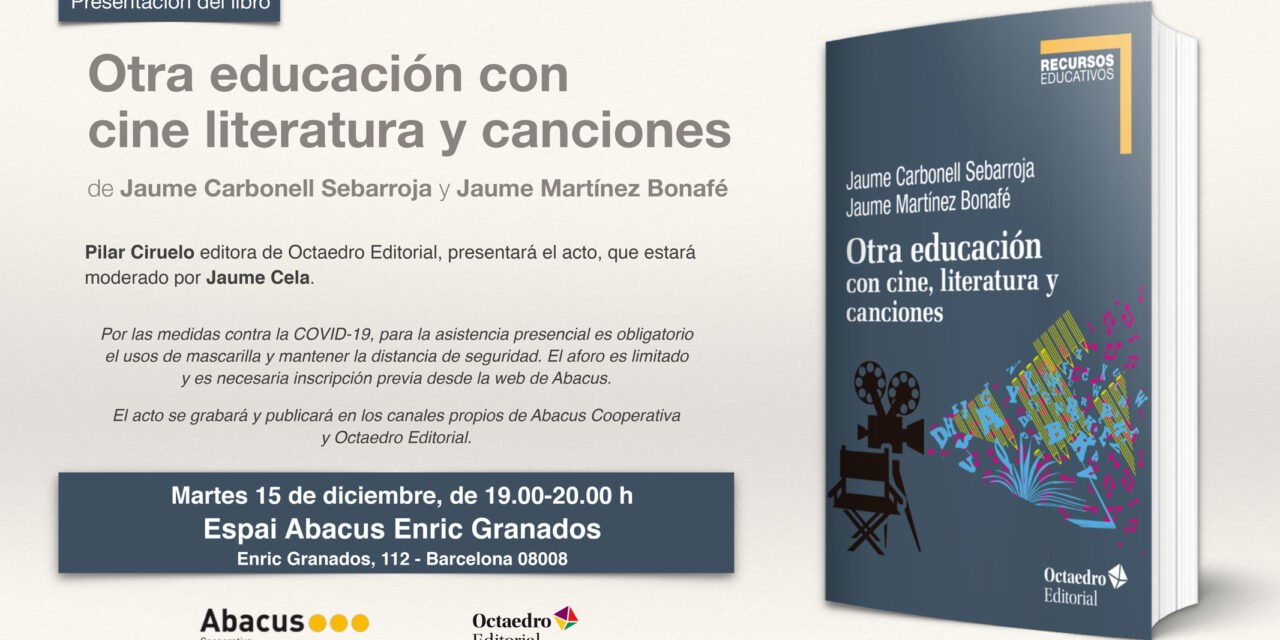 Presentación del libro
Otra educación con
cine literatura y canciones
de Jaume Carbonell Sebarroja y Jaume Martínez Bonafé
Pilar Ciruelo editora de Octaedro Editorial, presentará el acto, que estará
moderado por Jaume Cela.
Por las medidas contra la COVID-19, para la asistencia presencial es obligatorio
el usos de mascarilla y mantener la distancia de seguridad. El aforo es limitado
y es necesaria inscripción previa desde la web de Abacus.
El acto se grabará y publicará en los canales propios de Abacus Cooperativa
y Octaedro Editorial.
Martes 15 de diciembre, de 19.00-20.00 h
Espai Abacus Enric Granados
Enric Granados, 112 - Barcelona 08008
Abacus
Cooperativa
Octaedro
Editorial
RECURSOS
EDUCATIVOS
Jaume Carbonell Sebarroja
Jaume Martínez Bonafé
Otra educación
con cine, literatura y
canciones
Octaedro
Editorial